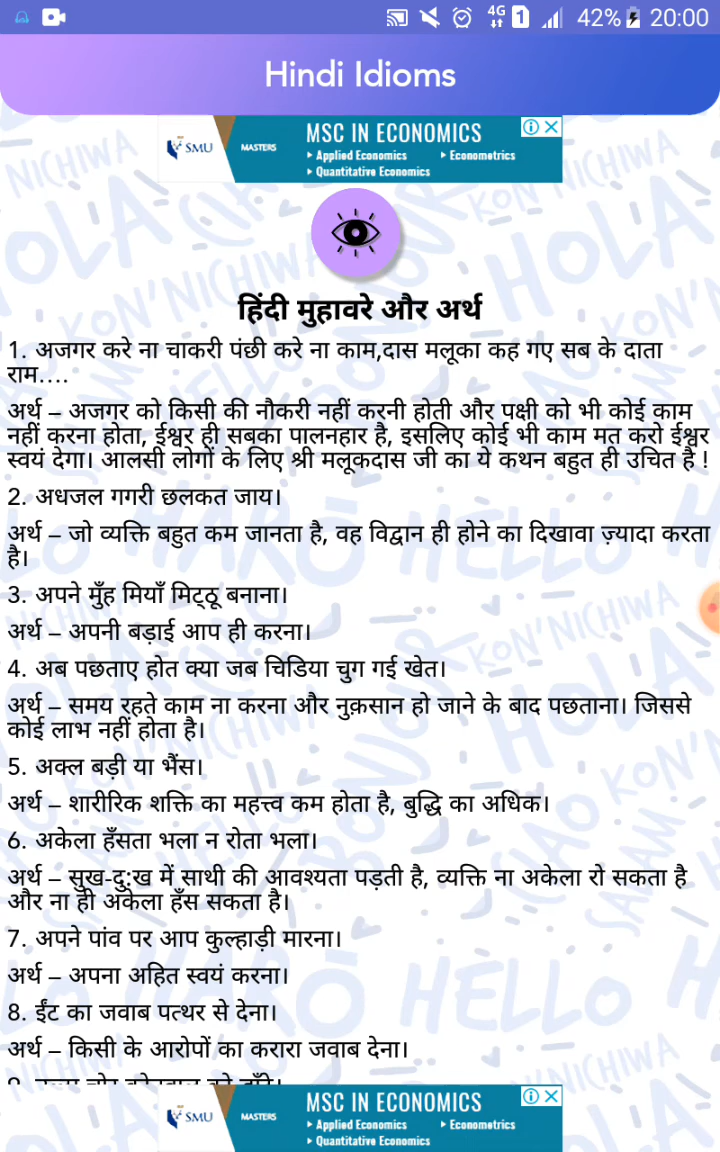 4G
1
42%
20:00
Hindi Idioms
SMU
MASTERS
MSC IN ECONOMICS
Applied Economics
Econometrics
Quantitative Economics
हिंदी मुहावरे और अर्थ
1. अजगर करे ना चाकरी पंछी करे ना काम,दास मलूका कह गए सब के दाता
राम....
अर्थ – अजगर को किसी की नौकरी नहीं करनी होती और पक्षी को भी कोई काम
नहीं करना होता, ईश्वर ही सबका पालनहार है, इसलिए कोई भी काम मत करो ईश्वर
स्वयं देगा। आलसी लोगों के लिए श्री मलूकदास जी का ये कथन बहुत ही उचित है !
2. अधजल गगरी छलकत जाय।
अर्थ – जो व्यक्ति बहुत कम जानता है, वह विद्वान ही होने का दिखावा ज़्यादा करता
है।
3. अपने मुँह मियाँ मिट्ठू बनाना।
अर्थ – अपनी बड़ाई आप ही करना।
4. अब पछताए होत क्या जब चिडिया चुग गई खेत।
अर्थ – समय रहते काम ना करना और नुक़सान हो जाने के बाद पछताना। जिससे
कोई लाभ नहीं होता है।
5. अक्ल बड़ी या भैंस।
अर्थ – शारीरिक शक्ति का महत्त्व कम होता है, बुद्धि का अधिक।
6. अकेला हँसता भला न रोता भला।
अर्थ – सुख-दु:ख में साथी की आवश्यता पड़ती है, व्यक्ति ना अकेला रो सकता है
और ना ही अकेला हँस सकता है।
7. अपने पांव पर आप कुल्हाड़ी मारना।
अर्थ – अपना अहित स्वयं करना।
8. ईंट का जवाब पत्थर से देना।
अर्थ – किसी के आरोपों का करारा जवाब देना।
SMU
MASTERS
MSC IN ECONOMICS
Applied Economics
Econometrics
Quantitative Economics